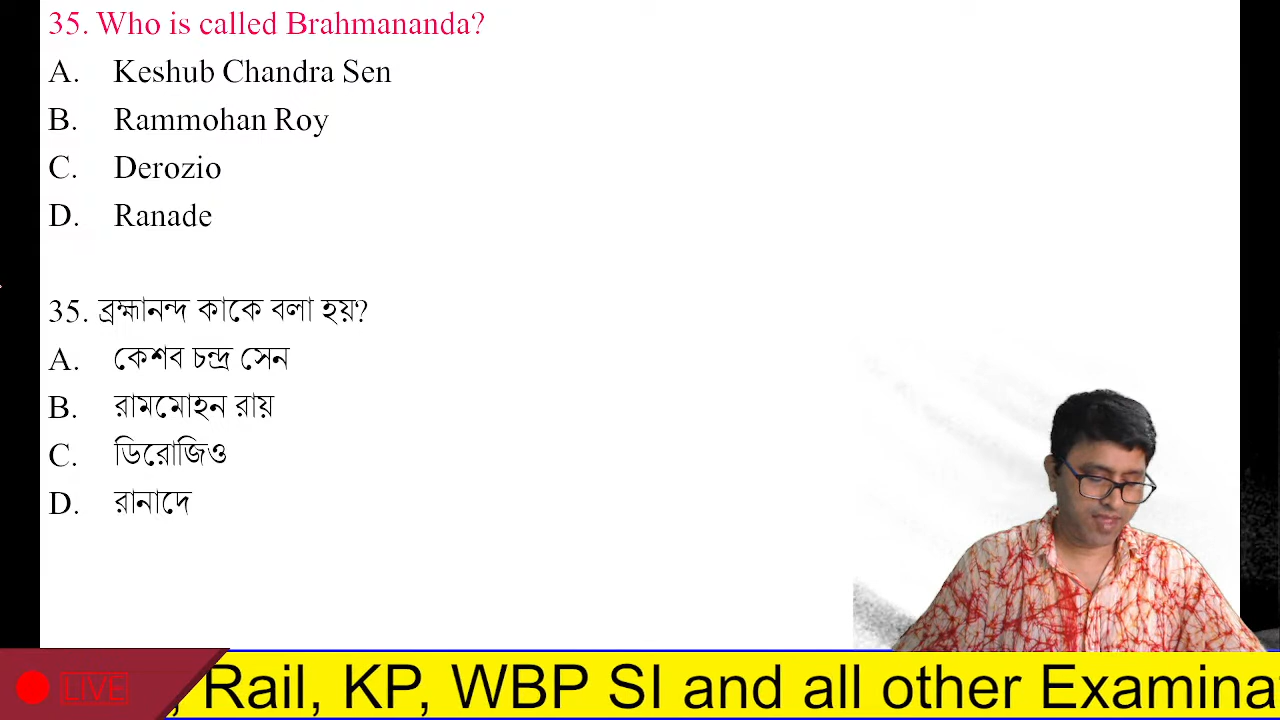 35. Who is called Brahmananda?
A. Keshub Chandra Sen
B. Rammohan Roy
C. Derozio
D. Ranade
35. ব্রহ্মানন্দ কাকে বলা হয়?
A. কেশব চন্দ্র সেন
B. রামমোহন রায়
C. ডিরোজিও
D. রানাদে
LIVE
, Rail, KP, WBP SI and all other Examina